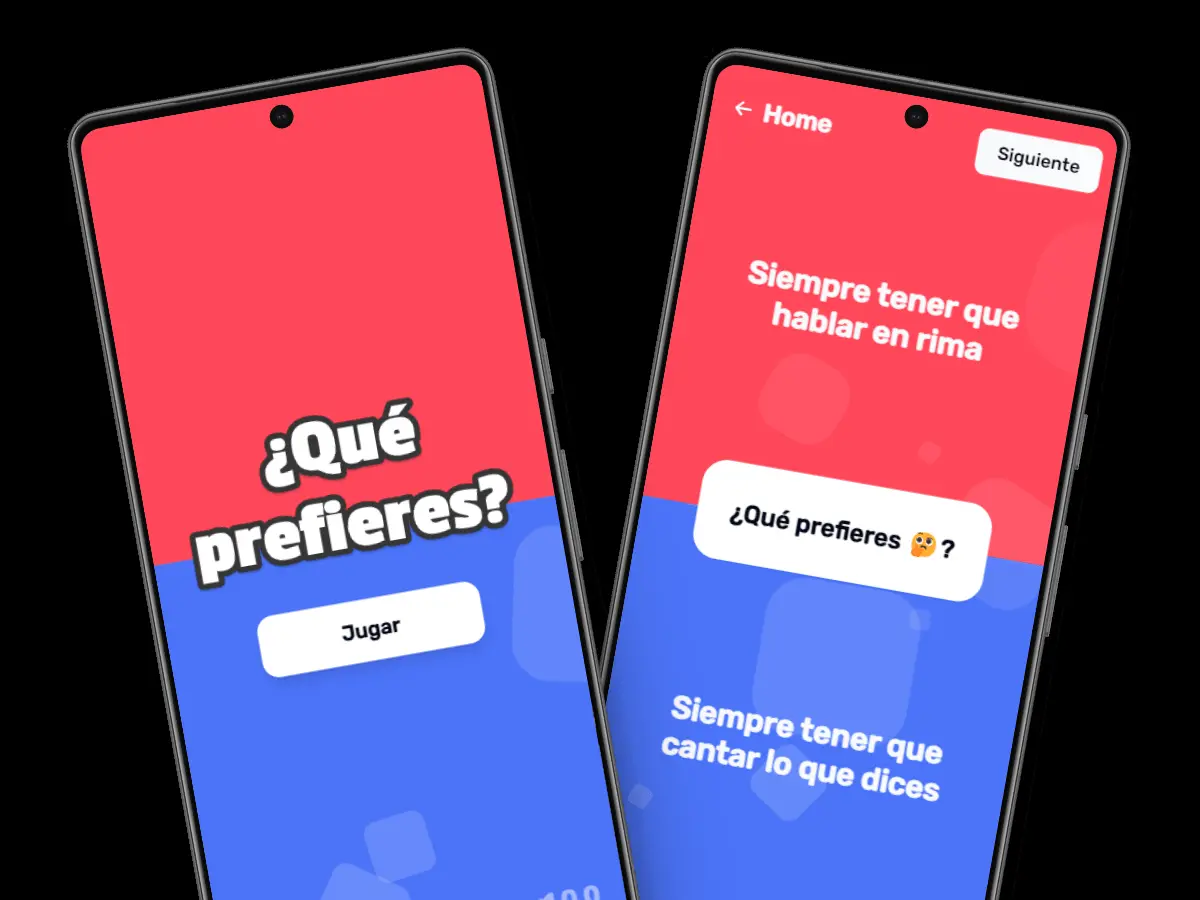 ¿Qué
prefieres?
Jugar
← Home
Siguiente
Siempre tener que
hablar en rima
¿Qué prefieres 🤔 ?
Siempre tener que
cantar lo que dices